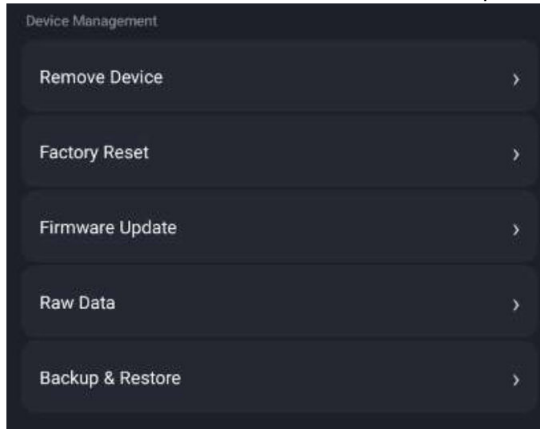 Device Management
Remove Device
Factory Reset
Firmware Update
Raw Data
Backup & Restore